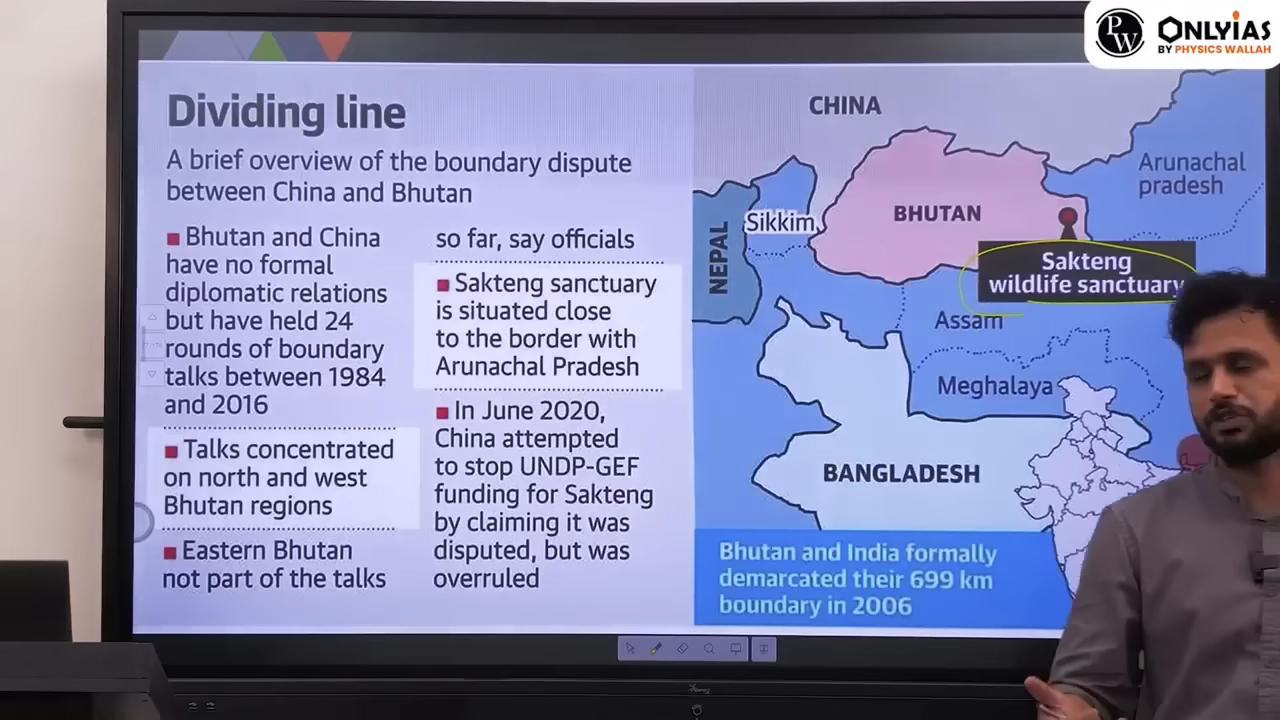 PW
ONLYIAS
BY PHYSICS WALLAH
Dividing line
A brief overview of the boundary dispute
between China and Bhutan
Bhutan and China
have no formal
diplomatic relations
but have held 24
rounds of boundary
talks between 1984
and 2016
Talks concentrated
on north and west
Bhutan regions
Eastern Bhutan
not part of the talks
so far, say officials
Sakteng sanctuary
is situated close
to the border with
Arunachal Pradesh
In June 2020,
China attempted
to stop UNDP-GEF
funding for Sakteng
by claiming it was
disputed, but was
overruled
CHINA
Arunachal
pradesh
BHUTAN
Sikkim
NEPAL
Sakteng
wildlife sanctuary
Assam
Meghalaya
BANGLADESH
Bhutan and India formally
demarcated their 699 km
boundary in 2006